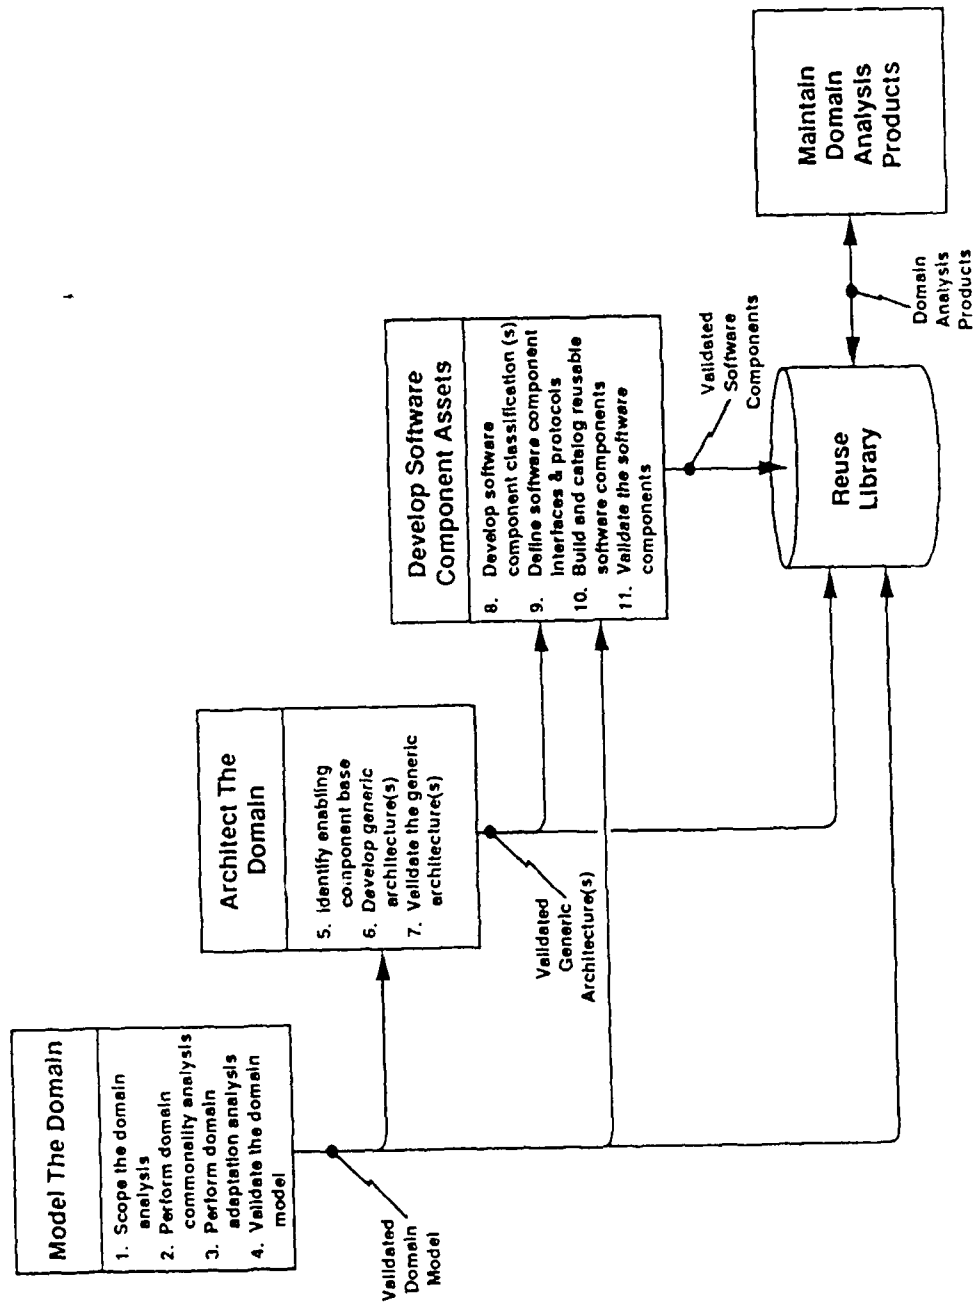 Model The Domain
1. Scope the domain
analysis
2. Perform domain
commonality analysis
3. Perform domain
adaptation analysis
4. Validate the domain
model
Validated
Domain
Model
Architect The
Domain
5. Identify enabling
component base
6. Develop generic
architecture(s)
7. Validate the generic
architecture(s)
Validated
Generic
Architecture(s)
Develop Software
Component Assets
8. Develop software
component classification (s)
9. Define software component
Interfaces & protocols
10. Build and catalog reusable
software components
11. Validate the software
components
Validated
Software
Components
Reuse
Library
Domain
Analysis
Products
Maintain
Domain
Analysis
Products